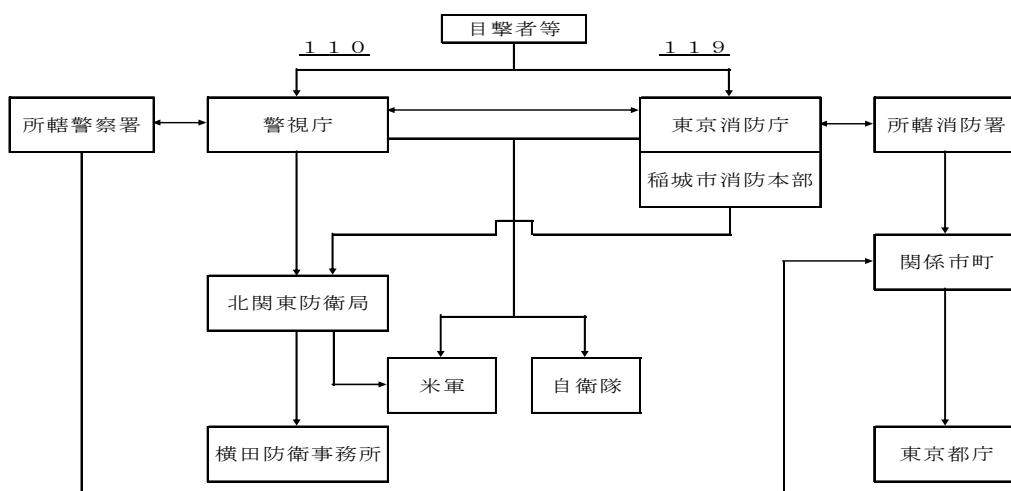 目撃者等
１１０
１１９
所轄警察署
警視庁
東京消防庁
所轄消防署
稲城市消防本部
関係市町
北関東防衛局
米軍
自衛隊
横田防衛事務所
東京都庁